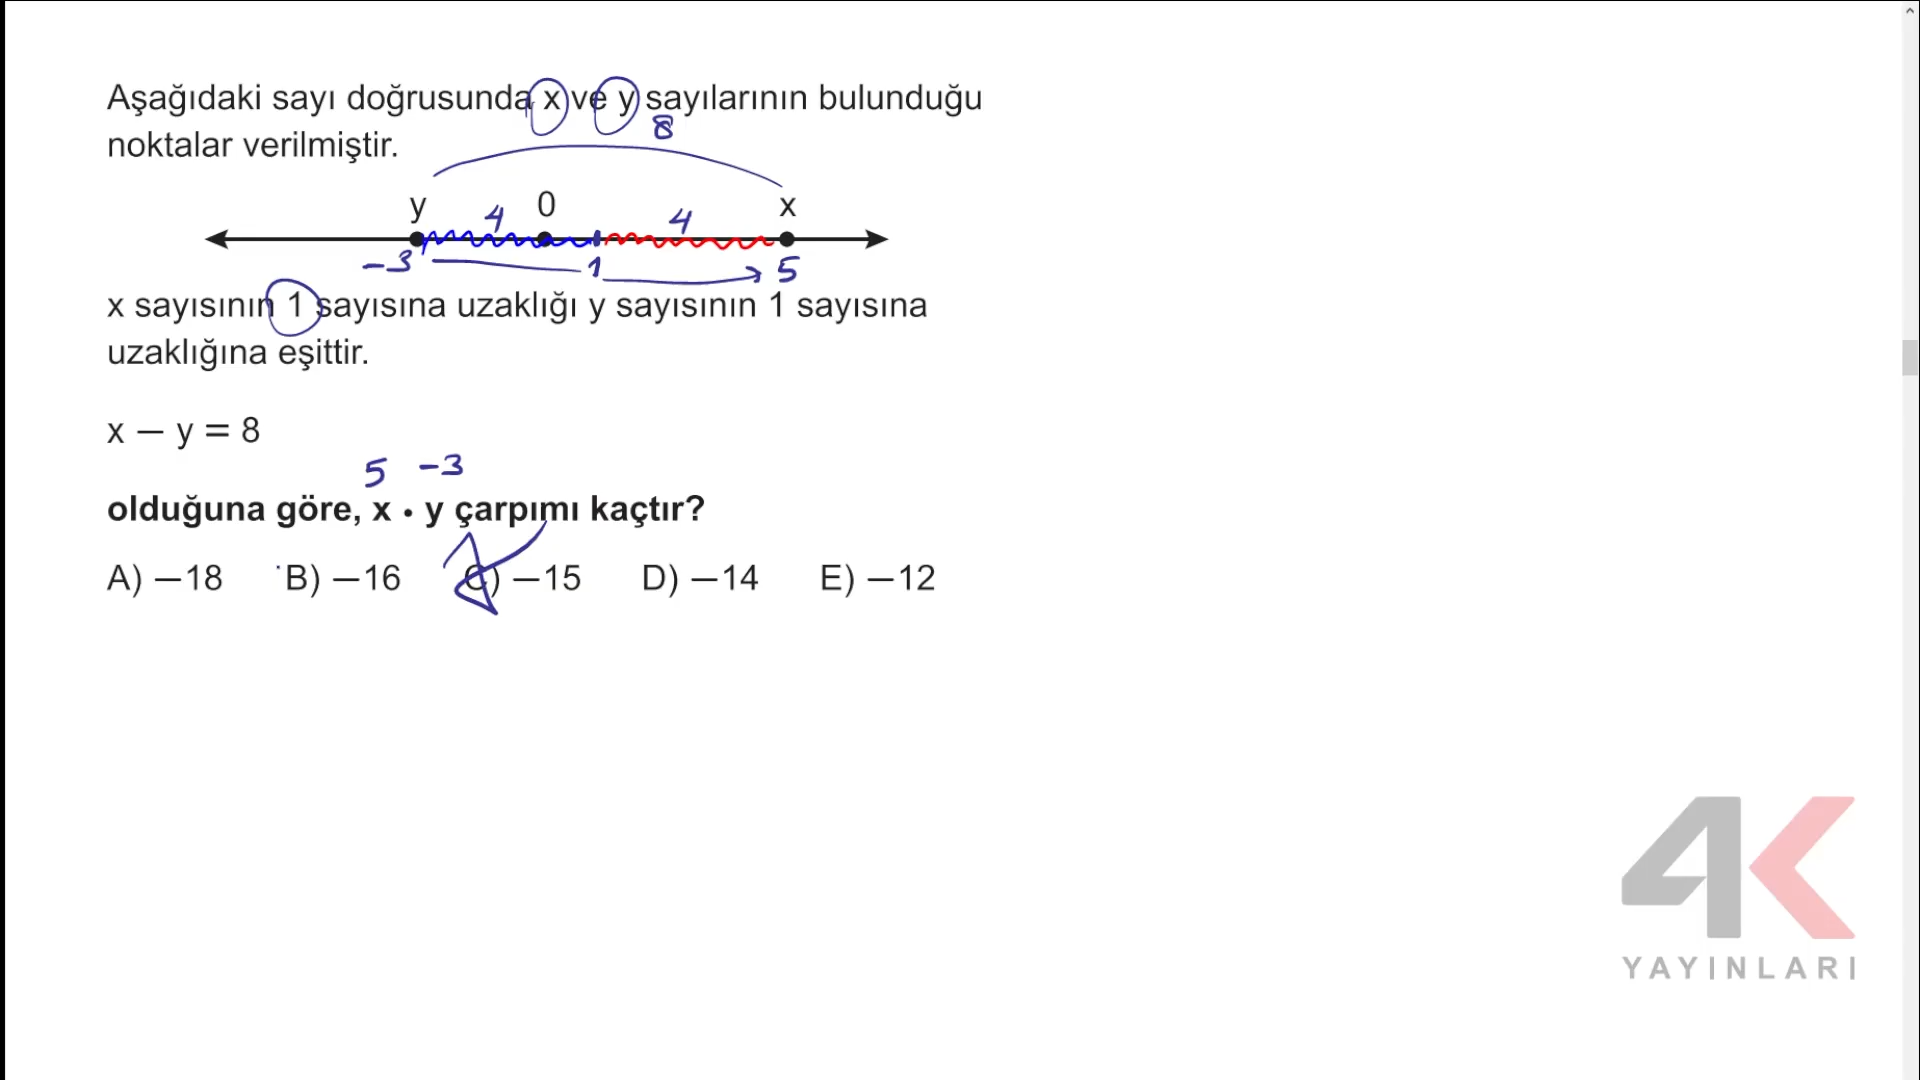 Aşağıdaki sayı doğrusunda x ve y sayılarının bulunduğu
8
noktalar verilmiştir.
y 4 0 4 x
-3 1 5
x sayısının 1 sayısına uzaklığı y sayısının 1 sayısına
uzaklığına eşittir.
x − y = 8
5 -3
olduğuna göre, x • y çarpımı kaçtır?
A) −18 B) −16 C) −15 D) −14 E) −12
4K
YAYINLARI